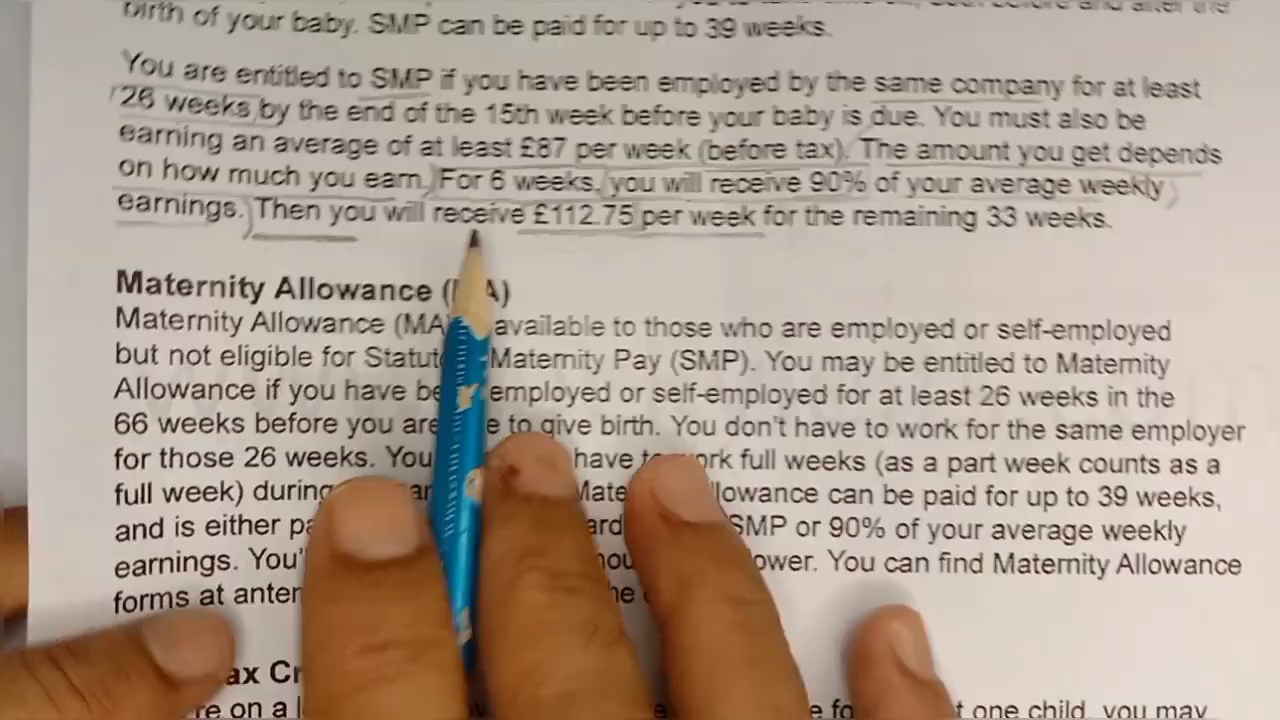 birth of your baby. SMP can be paid for up to 39 weeks.
You are entitled to SMP if you have been employed by the same company for at least
26 weeks by the end of the 15th week before your baby is due. You must also be
earning an average of at least £87 per week (before tax). The amount you get depends
on how much you earn. For 6 weeks, you will receive 90% of your average weekly
earnings. Then you will receive £112.75 per week for the remaining 33 weeks.
Maternity Allowance
Maternity Allowance (MA) available to those who are employed or self-employed
but not eligible for Maternity Pay (SMP). You may be entitled to Maternity
Allowance if you have employed or self-employed for at least 26 weeks in the
66 weeks before you are to give birth. You don't have to work for the same employer
for those 26 weeks. You have full weeks (as a part week counts as a
full week) can be paid for up to 39 weeks,
and is either SMP or 90% of your average weekly
earnings. You can find Maternity Allowance
forms at
on a one child, you may